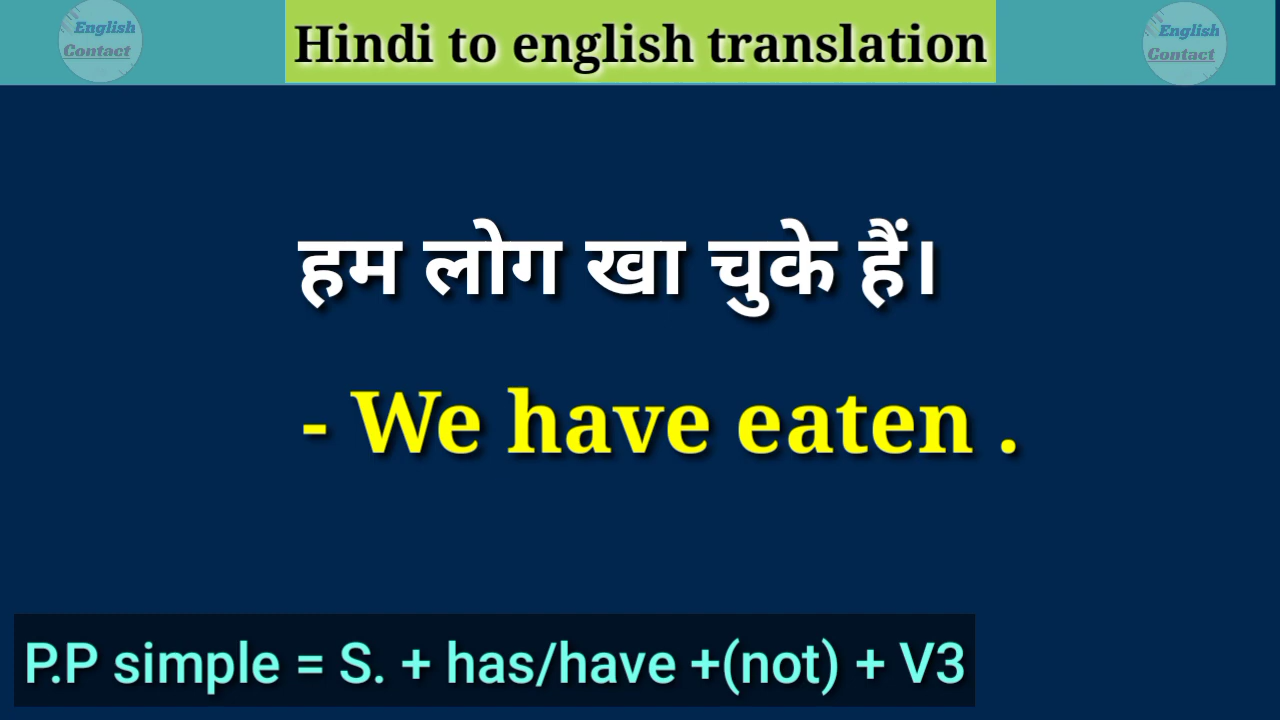 English
Contact
Hindi to english translation
English
Contact
हम लोग खा चुके हैं।
- We have eaten .
P.P simple = S. + has/have +(not) + V3